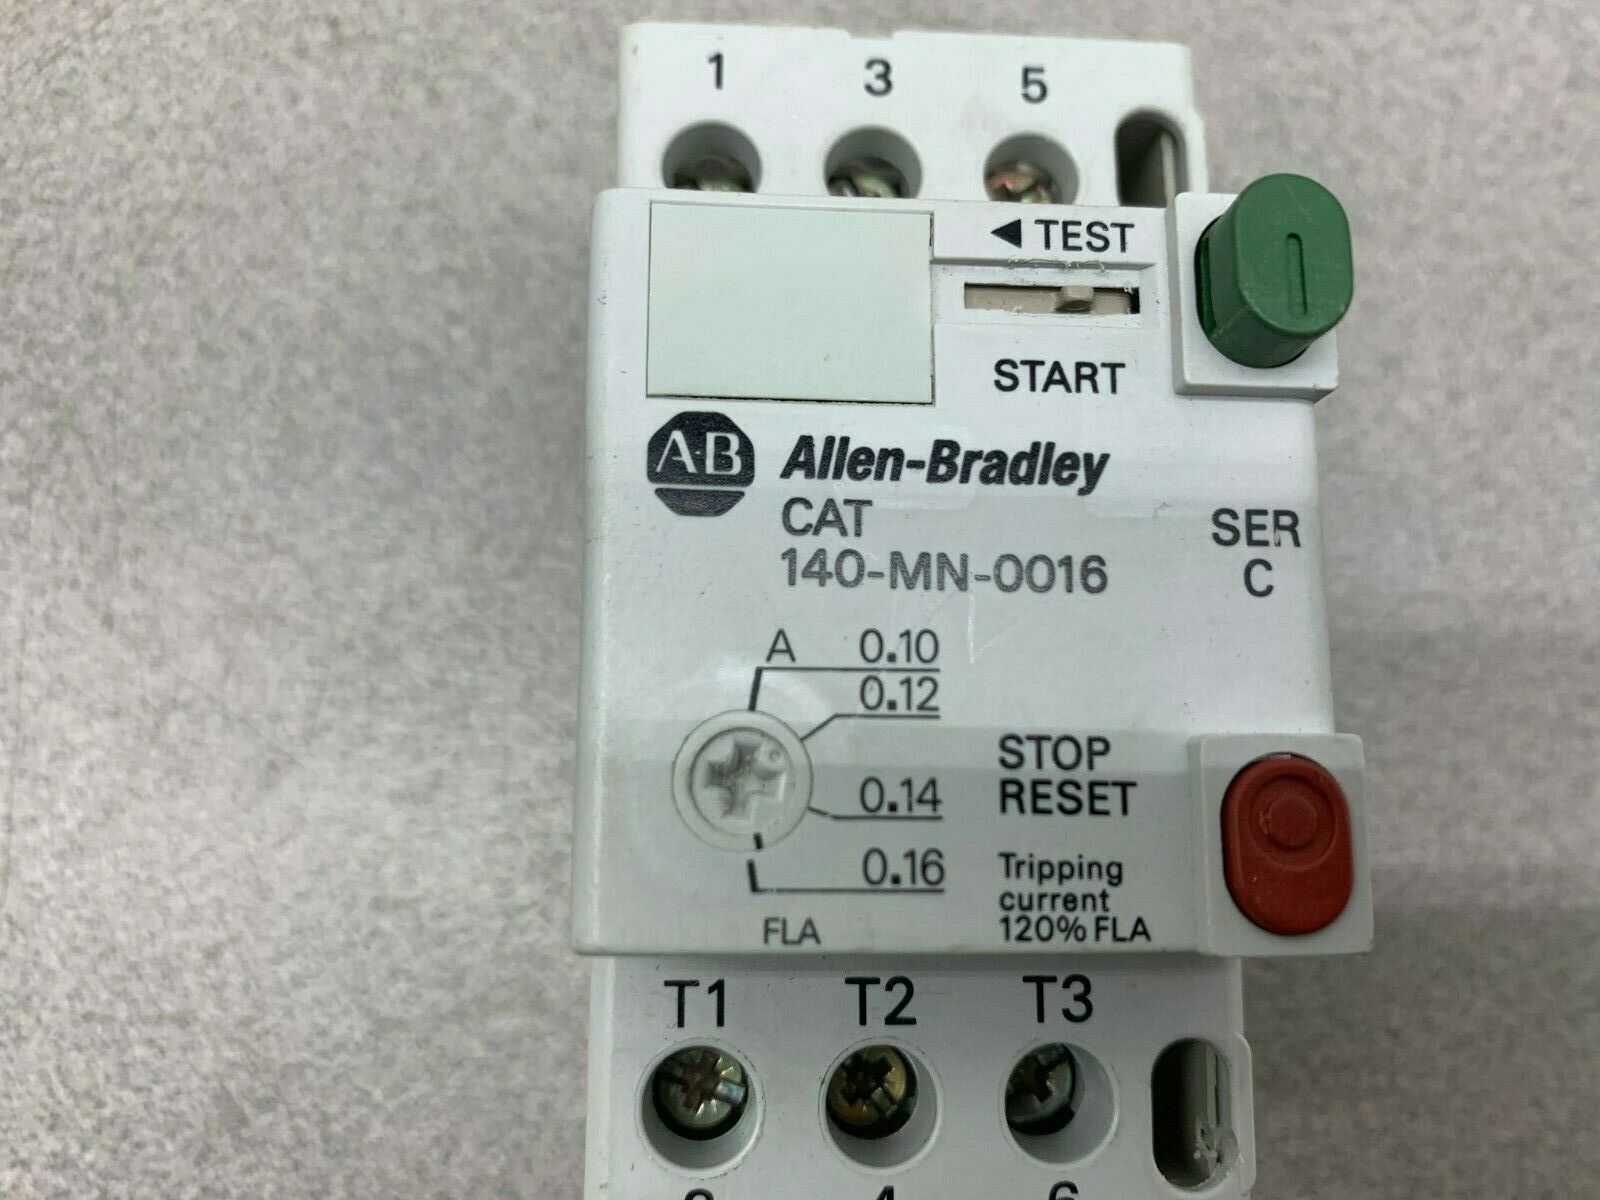 1 3 5
◀ TEST
START
A·B Allen-Bradley
CAT
140-MN-0016
SER
C
A 0.10
0.12
0.14
0.16
FLA
STOP
RESET
Tripping
current
120% FLA
T1 T2 T3
6